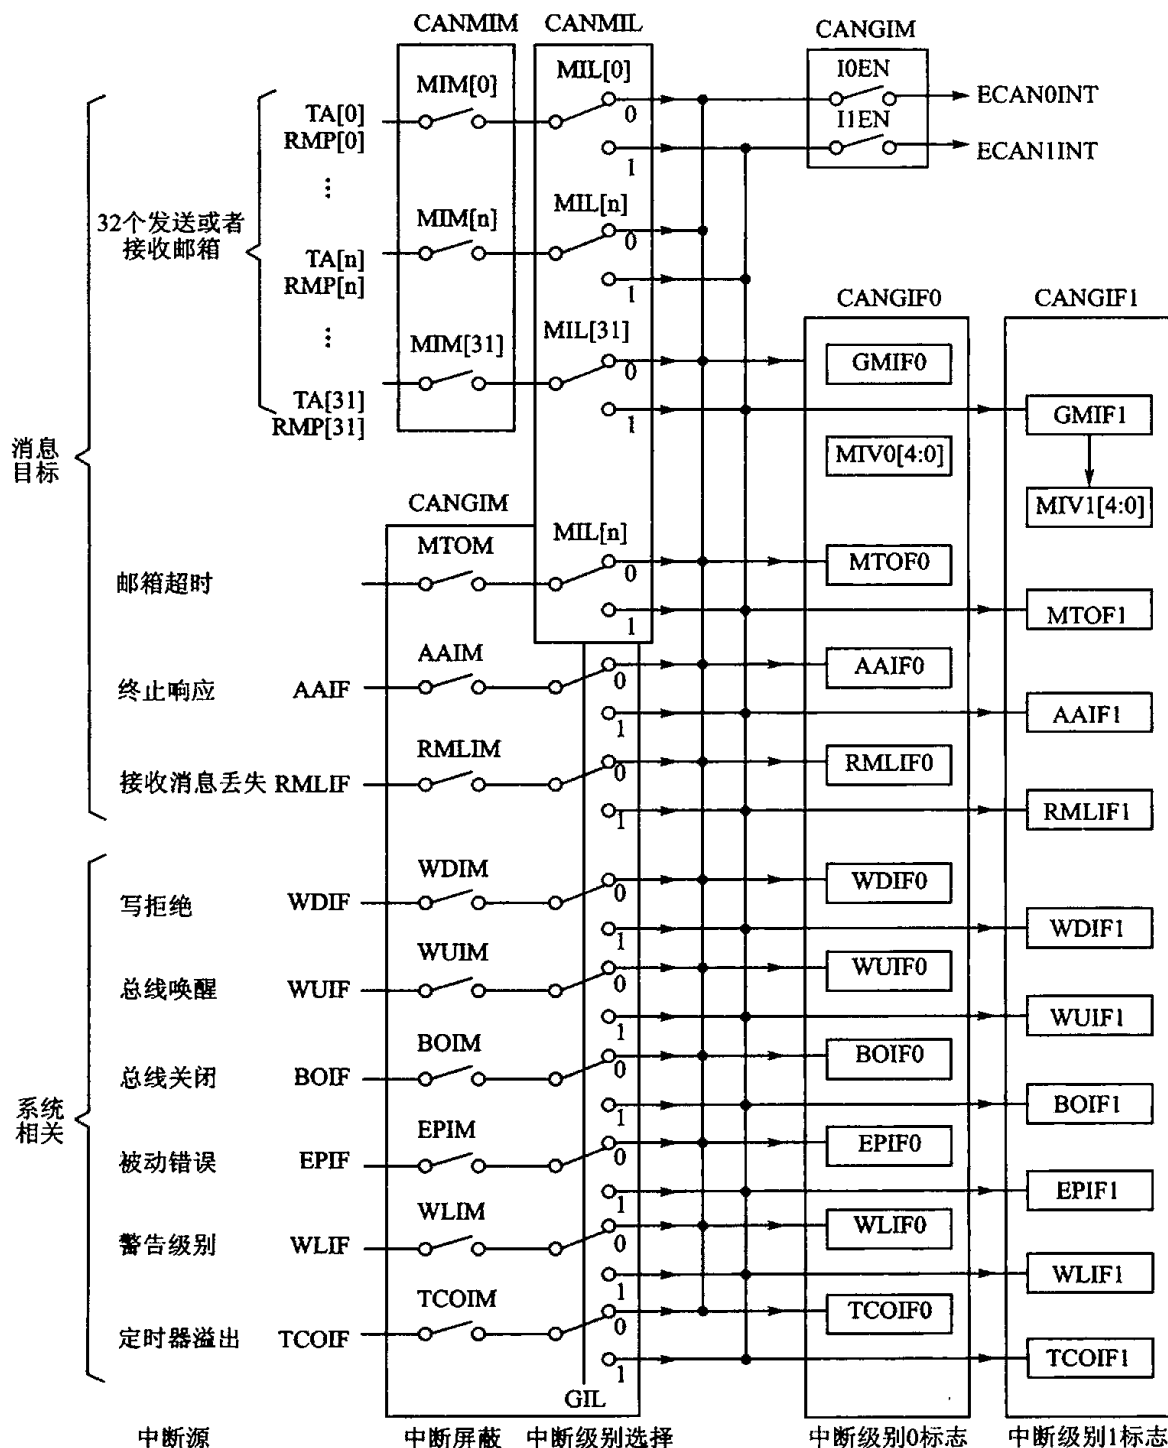 CANMIM
CANMIL
CANGIM
MIM[0]
MIL[0]
0
1
I0EN
ECAN0INT
I1EN
ECAN1INT
TA[0]
RMP[0]
⋮
32个发送或者
接收邮箱
MIM[n]
MIL[n]
0
1
TA[n]
RMP[n]
⋮
CANGIF0
CANGIF1
MIM[31]
MIL[31]
0
1
GMIF0
TA[31]
RMP[31]
GMIF1
消息
目标
MIV0[4:0]
MIV1[4:0]
CANGIM
MTOM
MIL[n]
0
1
MTOF0
邮箱超时
MTOF1
AAIM
0
1
AAIF0
终止响应
AAIF
AAIF1
RMLIM
0
1
RMLIF0
接收消息丢失
RMLIF
RMLIF1
WDIM
0
1
WDIF0
写拒绝
WDIF
WDIF1
WUIM
0
1
WUIF0
总线唤醒
WUIF
WUIF1
BOIM
0
1
BOIF0
总线关闭
BOIF
BOIF1
系统
相关
EPIM
0
1
EPIF0
被动错误
EPIF
EPIF1
WLIM
0
1
WLIF0
警告级别
WLIF
WLIF1
TCOIM
0
1
TCOIF0
定时器溢出
TCOIF
TCOIF1
GIL
中断源
中断屏蔽
中断级别选择
中断级别0标志
中断级别1标志